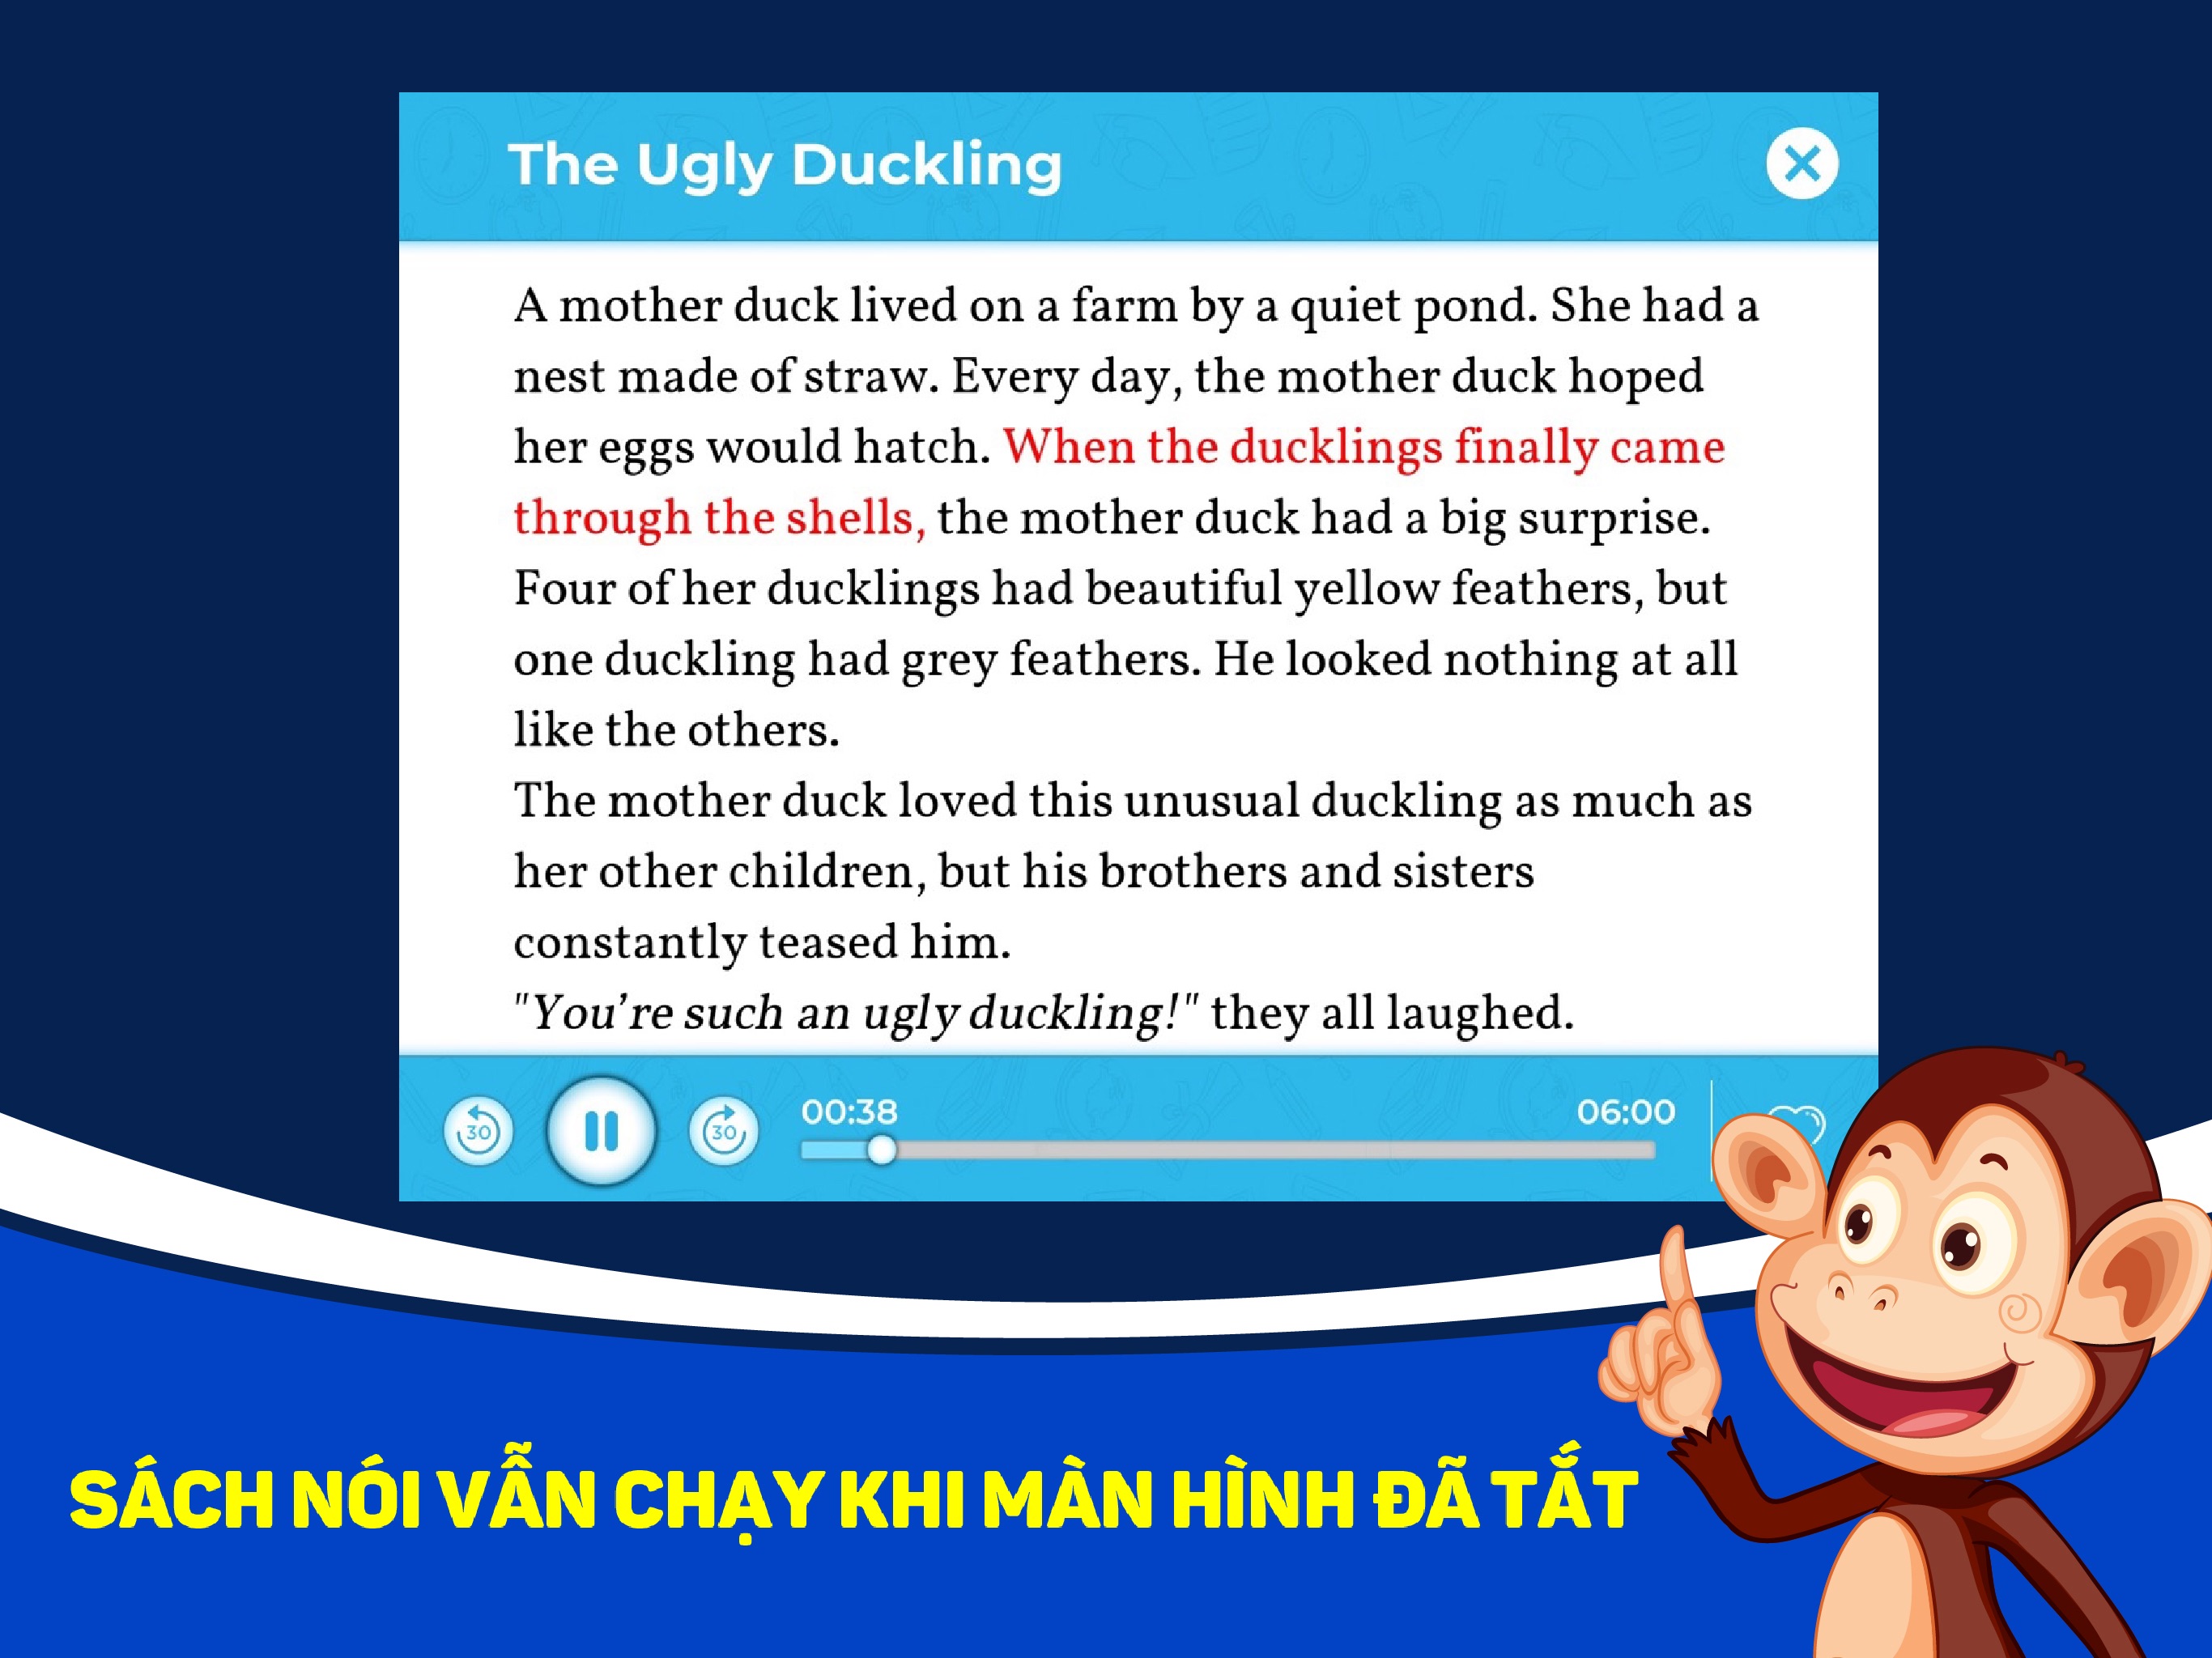 The Ugly Duckling
A mother duck lived on a farm by a quiet pond. She had a
nest made of straw. Every day, the mother duck hoped
her eggs would hatch. When the ducklings finally came
through the shells, the mother duck had a big surprise.
Four of her ducklings had beautiful yellow feathers, but
one duckling had grey feathers. He looked nothing at all
like the others.
The mother duck loved this unusual duckling as much as
her other children, but his brothers and sisters
constantly teased him.
"You’re such an ugly duckling!" they all laughed.
30
30
00:38
06:00
SÁCH NÓI VẪN CHẠY KHI MÀN HÌNH ĐÃ TẮT